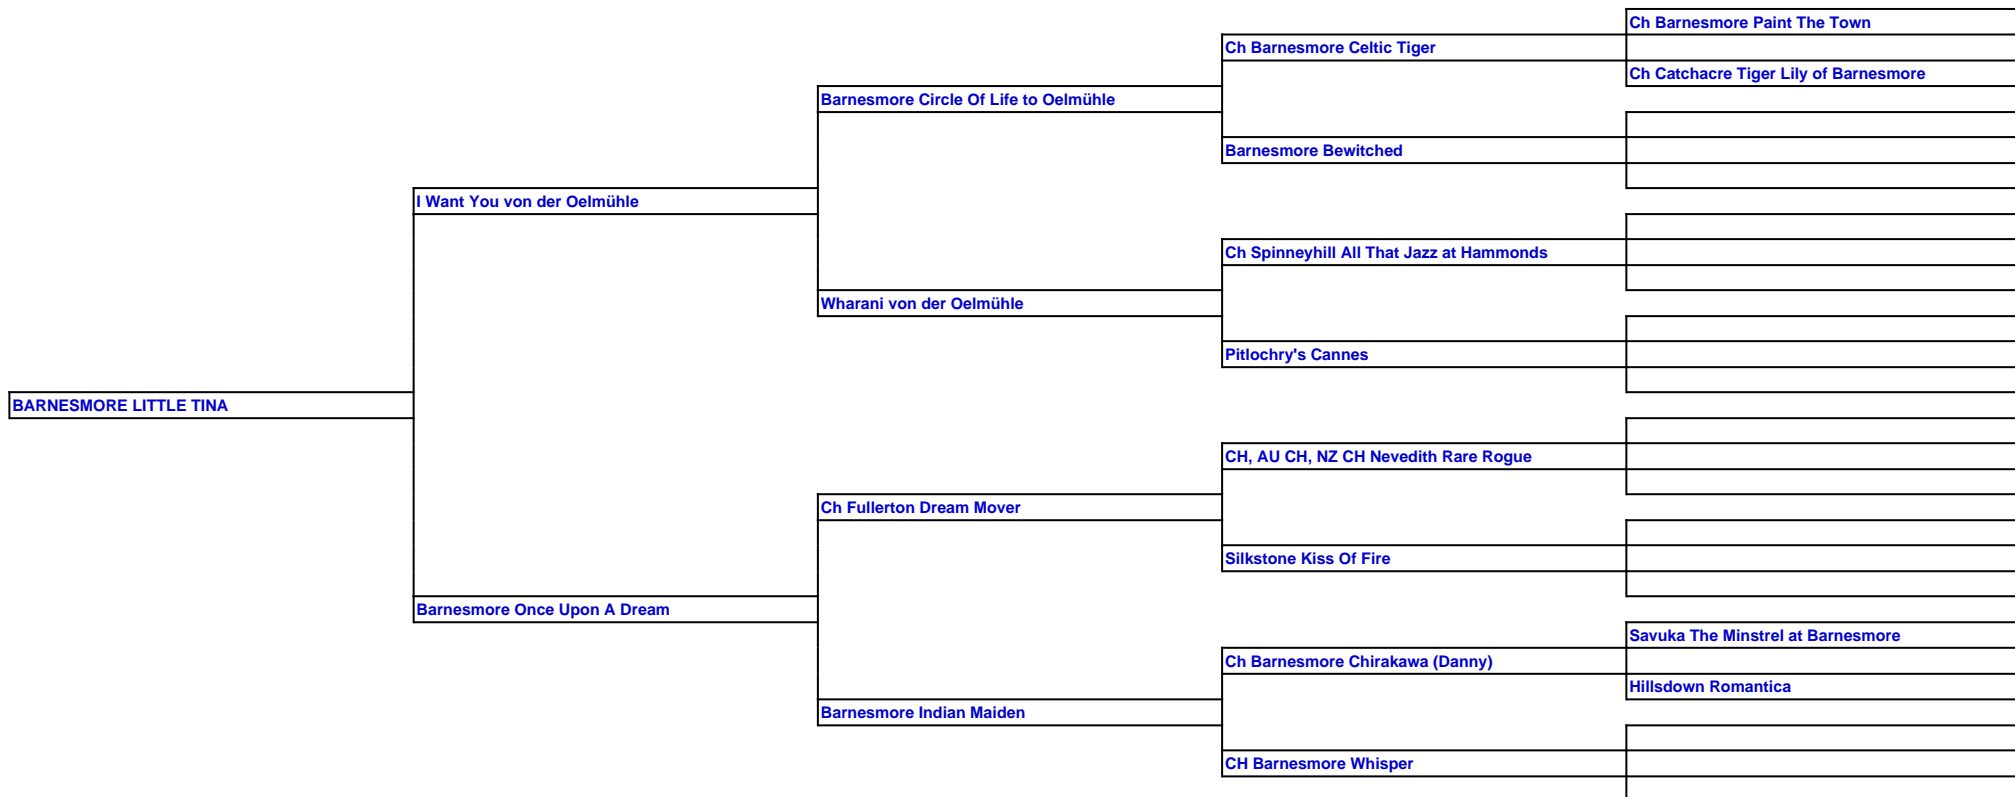 Ch Barnesmore Paint The Town
Ch Barnesmore Celtic Tiger
Ch Catchacre Tiger Lily of Barnesmore
Barnesmore Circle Of Life to Oelmühle
Barnesmore Bewitched
I Want You von der Oelmühle
Ch Spinneyhill All That Jazz at Hammonds
Wharani von der Oelmühle
Pitlochry's Cannes
BARNESMORE LITTLE TINA
CH, AU CH, NZ CH Nevedith Rare Rogue
Ch Fullerton Dream Mover
Silkstone Kiss Of Fire
Barnesmore Once Upon A Dream
Savuka The Minstrel at Barnesmore
Ch Barnesmore Chirakawa (Danny)
Hillsdown Romantica
Barnesmore Indian Maiden
CH Barnesmore Whisper